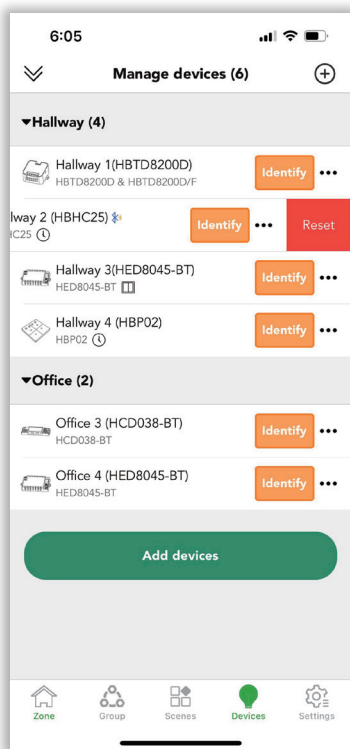 6:05
Manage devices (6)
Hallway (4)
Hallway 1(HBTD8200D)
HBTD8200D & HBTD8200D/F
Identify
lway 2 (HBHC25)
HC25
Identify
Reset
Hallway 3(HED8045-BT)
HED8045-BT
Identify
Hallway 4 (HBP02)
HBP02
Identify
Office (2)
Office 3 (HCD038-BT)
HCD038-BT
Identify
Office 4 (HED8045-BT)
HED8045-BT
Identify
Add devices
Zone
Group
Scenes
Devices
Settings